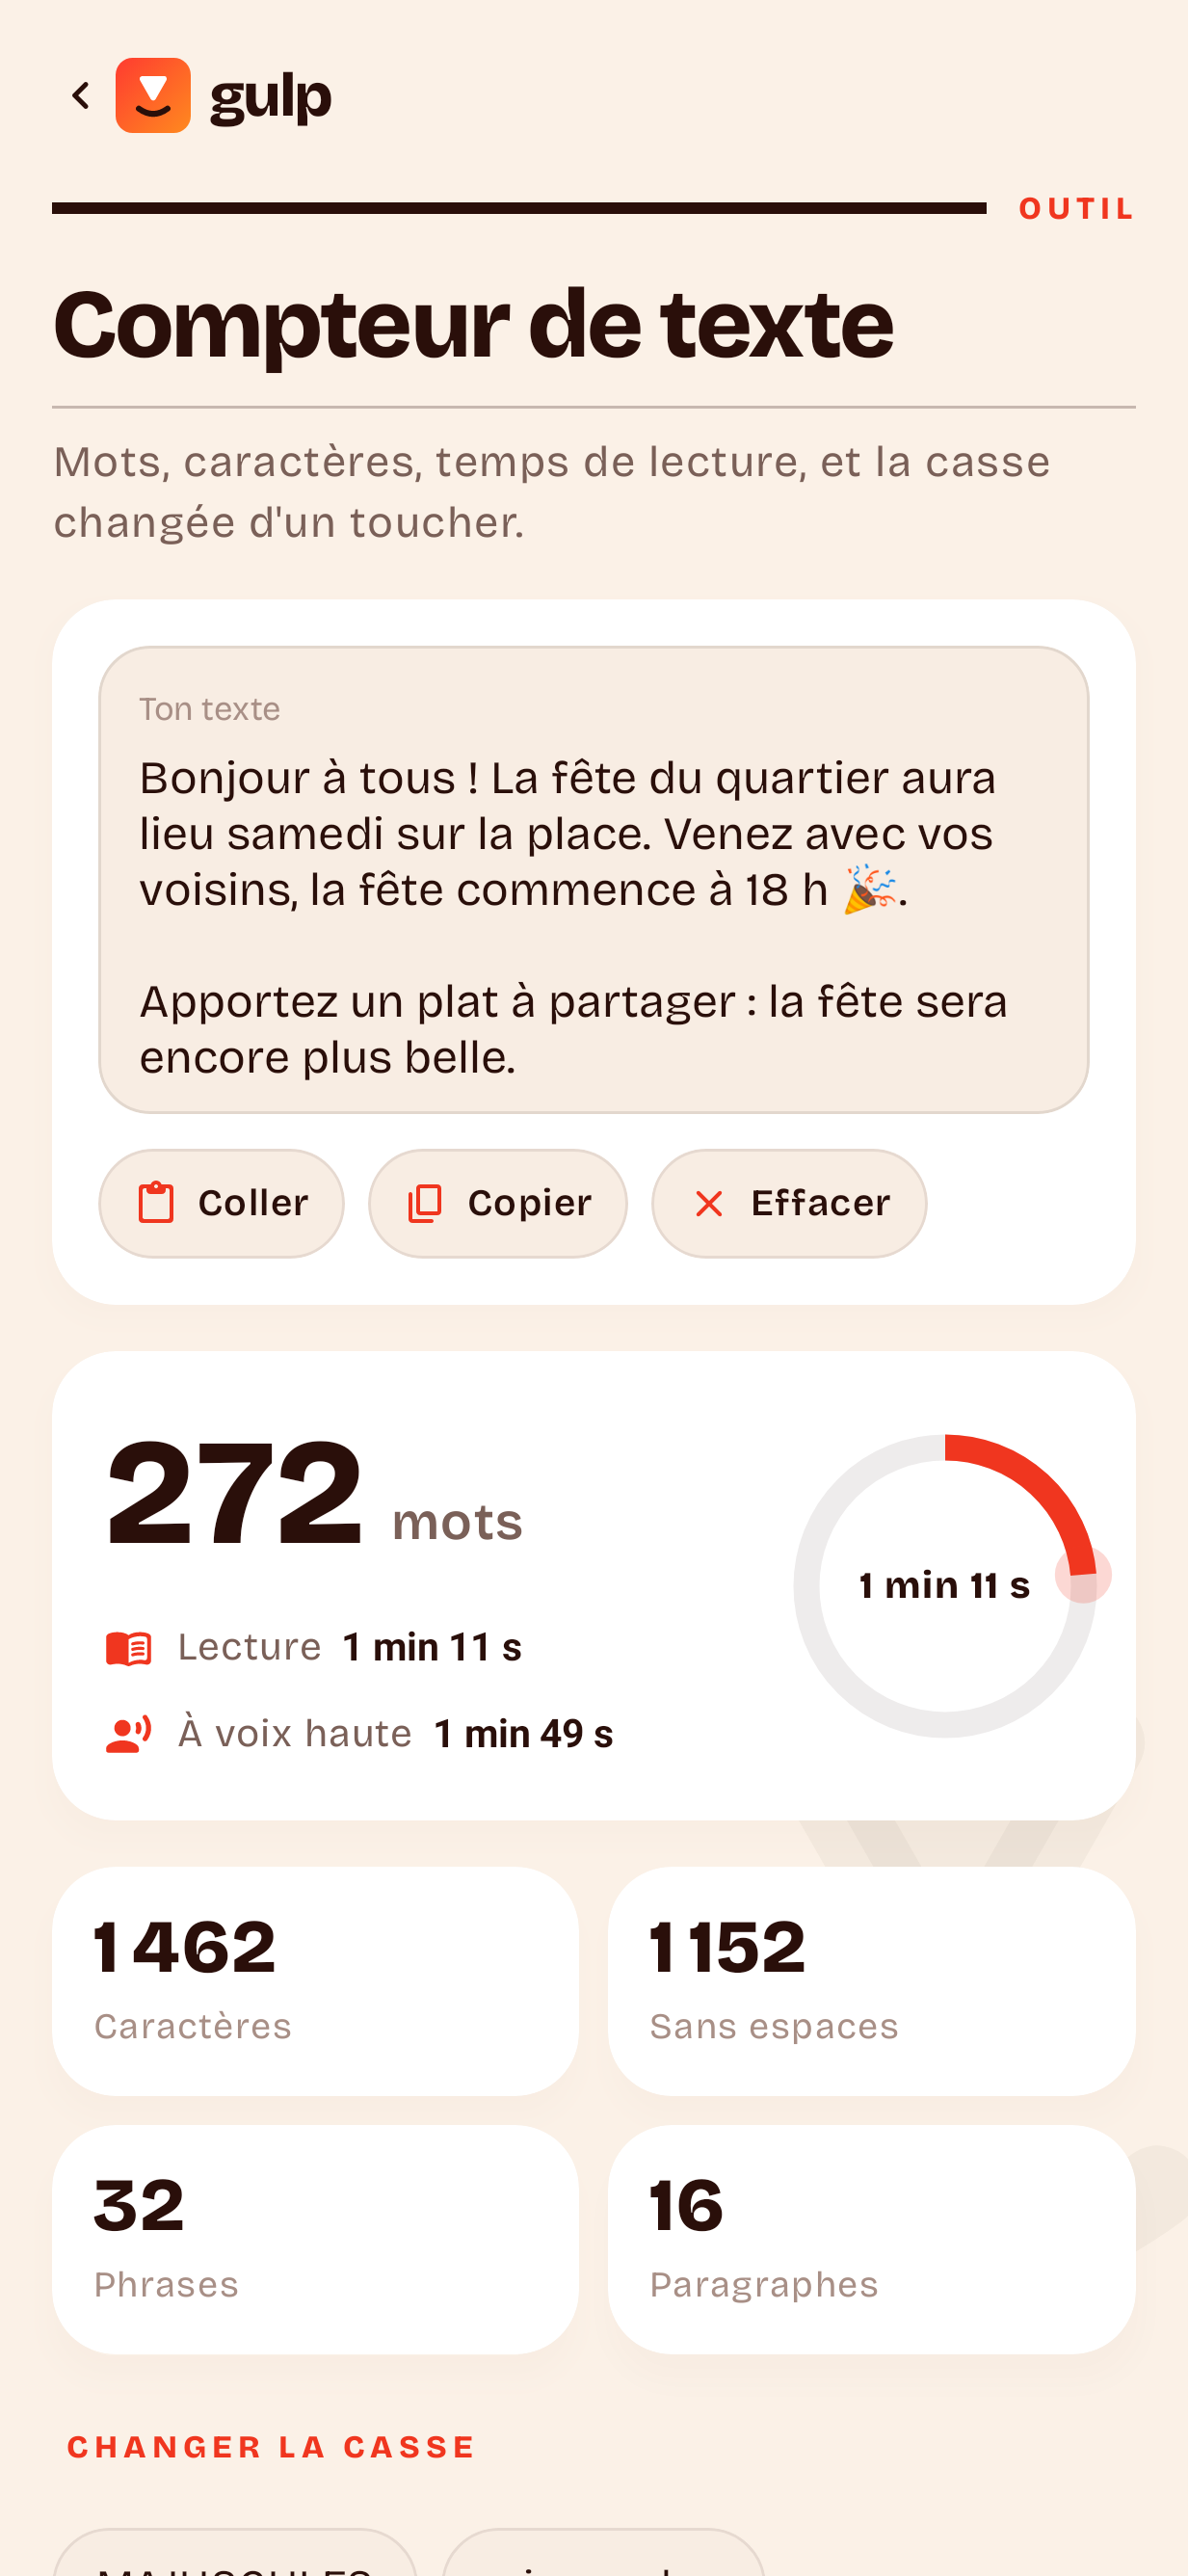 gulp
OUTIL
Compteur de texte
Mots, caractères, temps de lecture, et la casse
changée d'un toucher.
Ton texte
Bonjour à tous ! La fête du quartier aura
lieu samedi sur la place. Venez avec vos
voisins, la fête commence à 18 h 🎉.
Apportez un plat à partager : la fête sera
encore plus belle.
Coller
Copier
Effacer
272 mots
1 min 11 s
Lecture 1 min 11 s
À voix haute 1 min 49 s
1 462
Caractères
1 152
Sans espaces
32
Phrases
16
Paragraphes
CHANGER LA CASSE